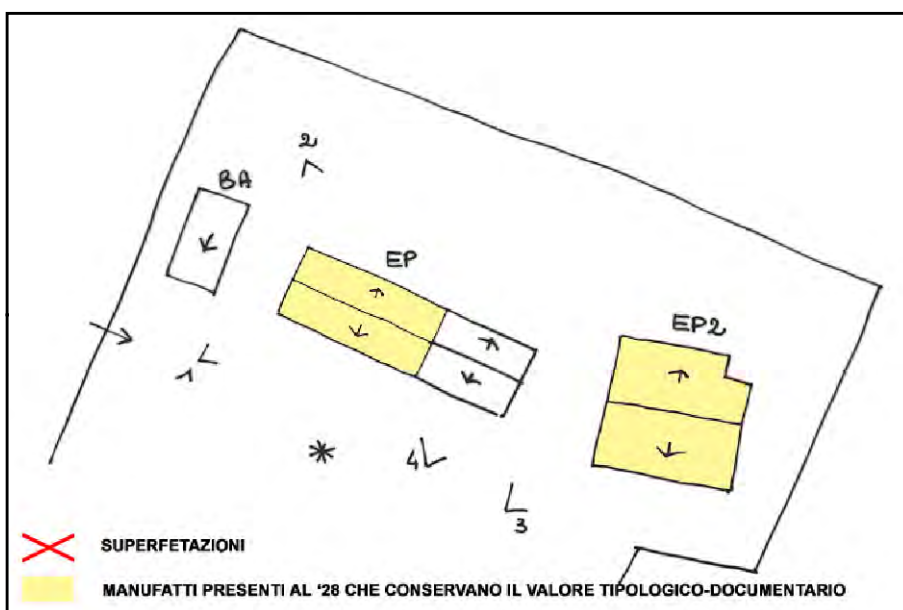 2
BA
EP
EP2
1
4
3
SUPERFETAZIONI
MANUFATTI PRESENTI AL '28 CHE CONSERVANO IL VALORE TIPOLOGICO-DOCUMENTARIO